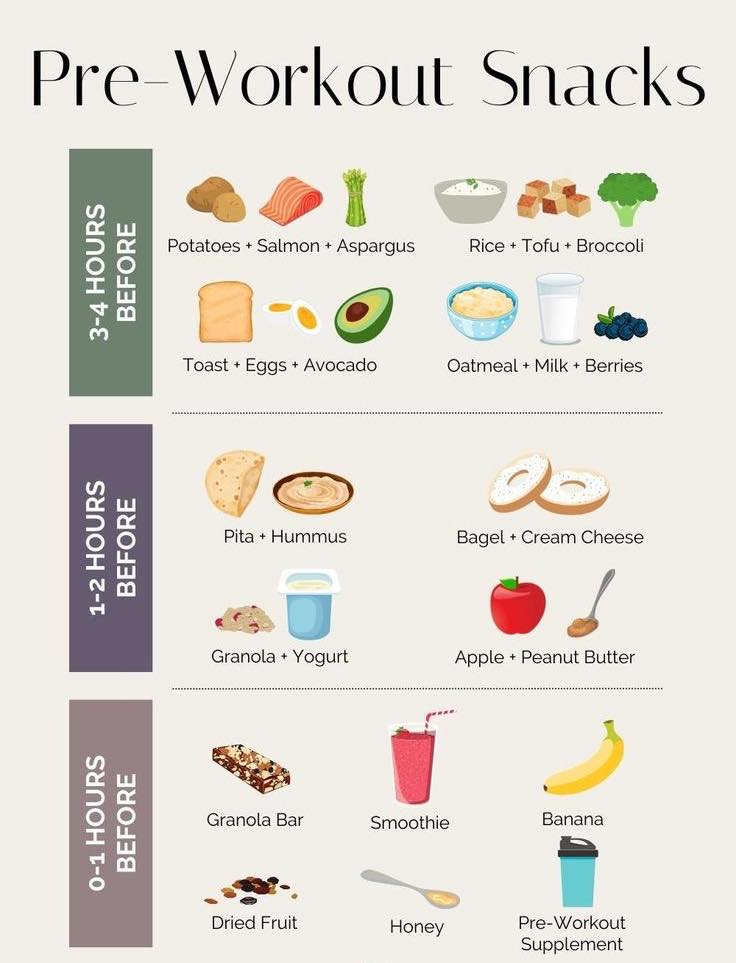 Pre-Workout Snacks
3-4 HOURS
BEFORE
Potatoes + Salmon + Aspargus
Rice + Tofu + Broccoli
Toast + Eggs + Avocado
Oatmeal + Milk + Berries
1-2 HOURS
BEFORE
Pita + Hummus
Bagel + Cream Cheese
Granola + Yogurt
Apple + Peanut Butter
0-1 HOURS
BEFORE
Granola Bar
Smoothie
Banana
Dried Fruit
Honey
Pre-Workout
Supplement